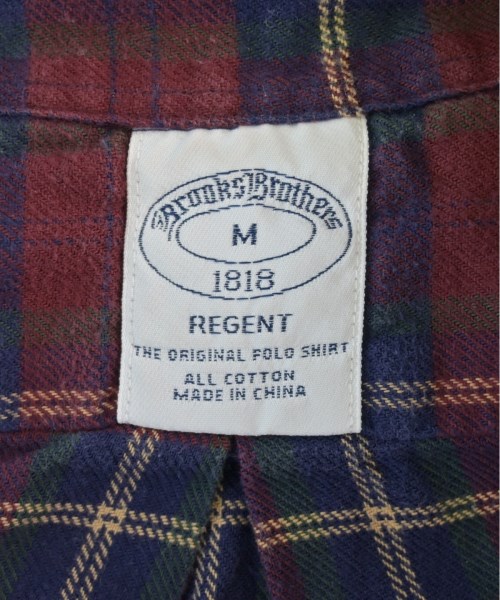 Brooks Brothers
M
1818
REGENT
THE ORIGINAL POLO SHIRT
ALL COTTON
MADE IN CHINA